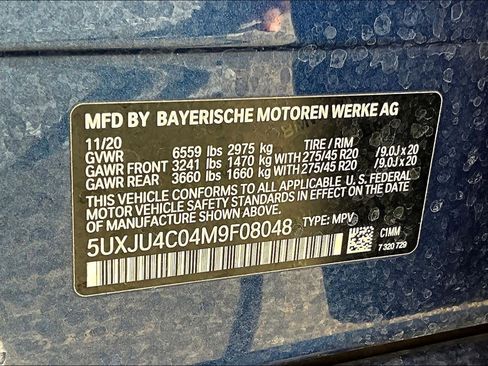 MFD BY BAYERISCHE MOTOREN WERKE AG
11/20 TIRE / RIM
GVWR 6559 lbs 2975 kg
GAWR FRONT 3241 lbs 1470 kg WITH 275/45 R20 /9.0J x 20
GAWR REAR 3660 lbs 1660 kg WITH 275/45 R20 /9.0J x 20
THIS VEHICLE CONFORMS TO ALL APPLICABLE U.S. FEDERAL
MOTOR VEHICLE SAFETY STANDARDS IN EFFECT ON THE
DATE OF MANUFACTURE SHOWN ABOVE.
5UXJU4C04M9F08048 TYPE: MPV
C1MM
7 320 729